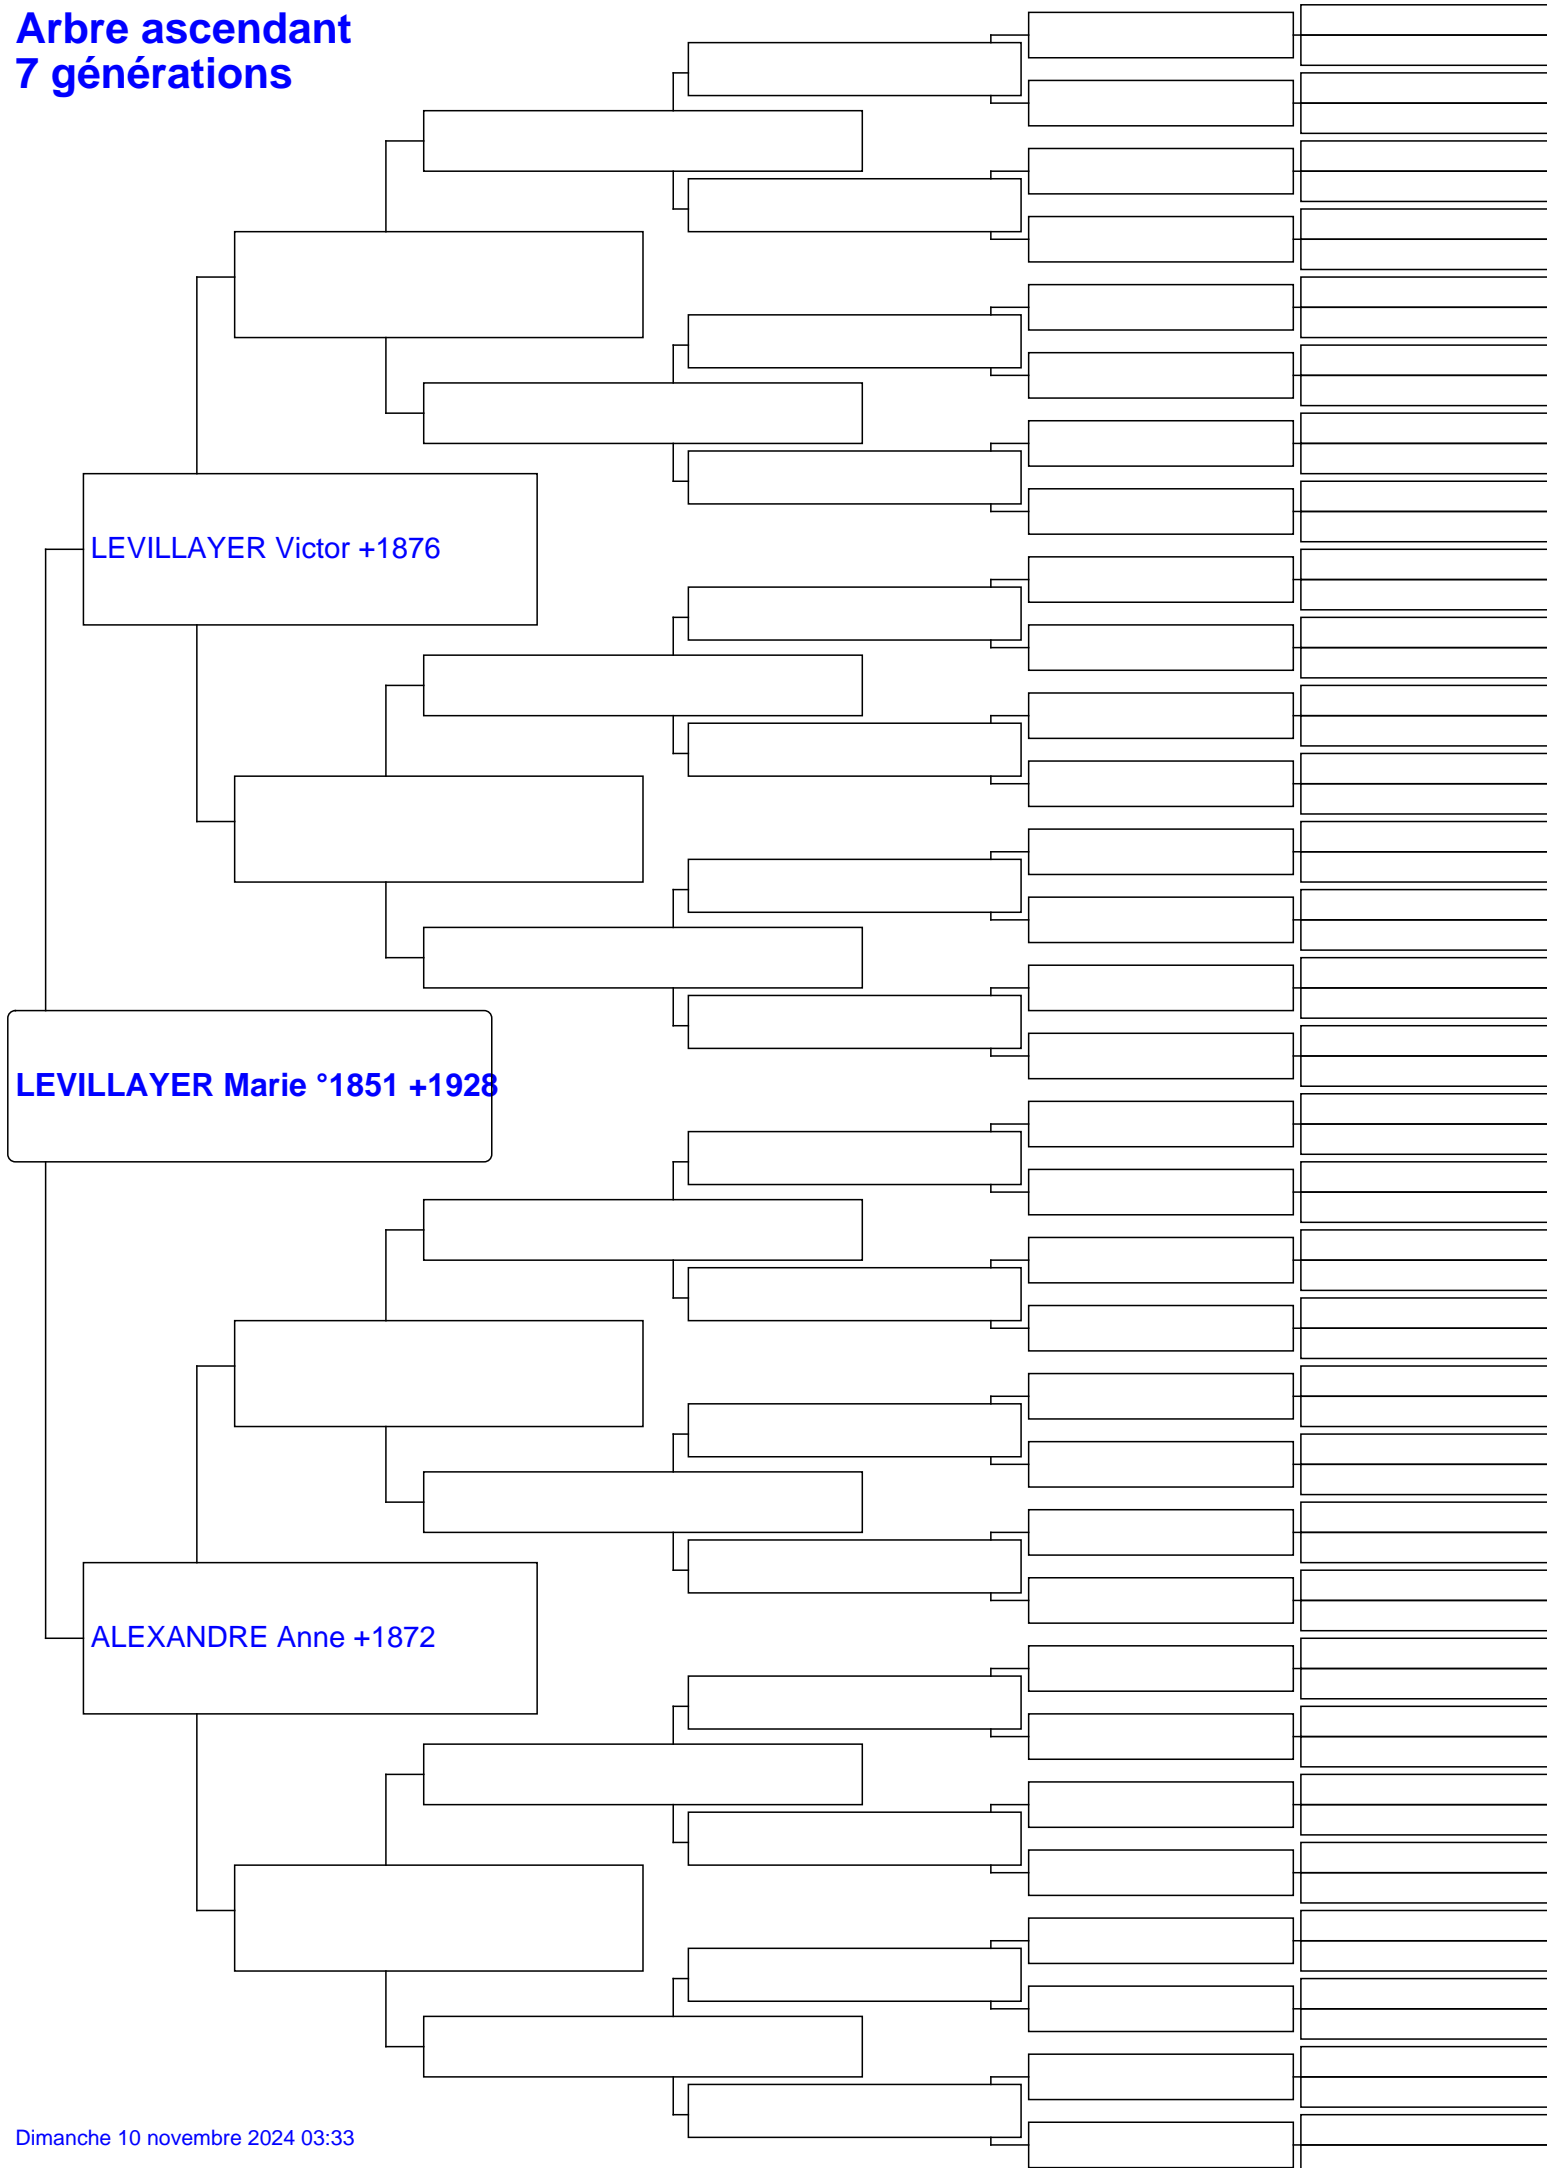 Arbre ascendant
7 générations
LEVILLAYER Victor +1876
LEVILLAYER Marie °1851 +1928
ALEXANDRE Anne +1872
Dimanche 10 novembre 2024 03:33